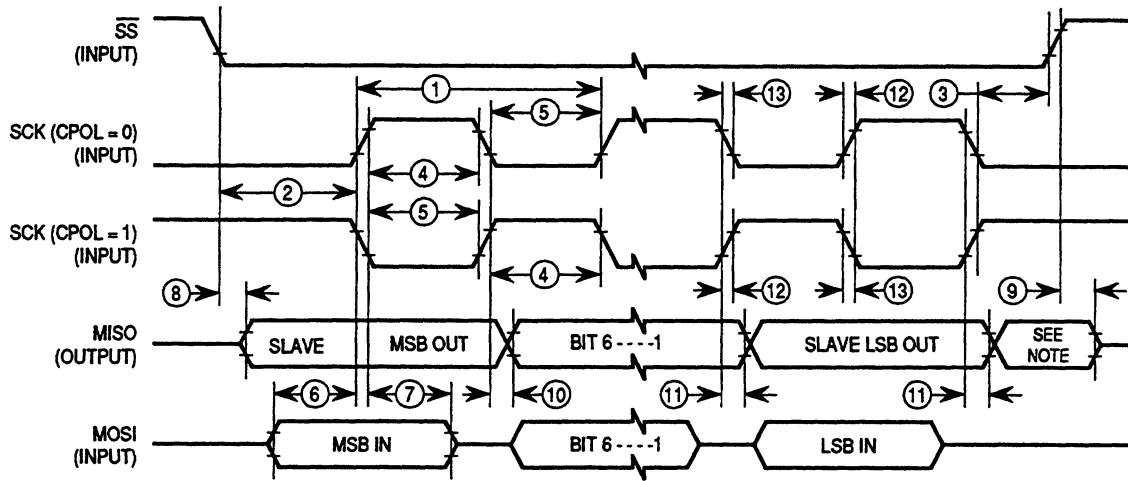 SS
(INPUT)
①
⑬
⑫
③
⑤
SCK (CPOL = 0)
(INPUT)
④
②
⑤
SCK (CPOL = 1)
(INPUT)
④
⑧
⑫
⑬
⑨
MISO
(OUTPUT)
SLAVE
MSB OUT
BIT 6 - - - - 1
SLAVE LSB OUT
SEE
NOTE
⑥
⑦
⑩
⑪
⑪
MOSI
(INPUT)
MSB IN
BIT 6 - - - - 1
LSB IN